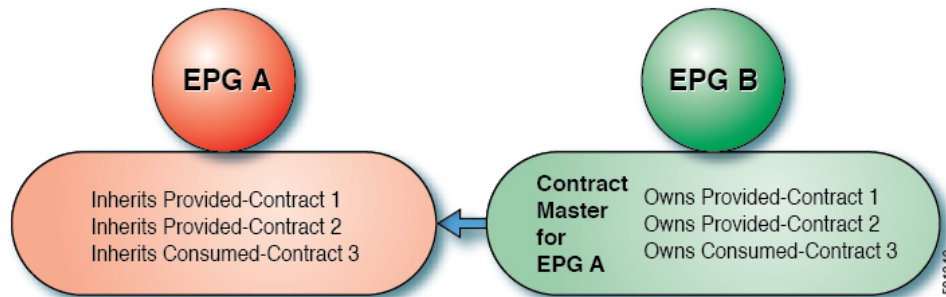 EPG A
Inherits Provided-Contract 1
Inherits Provided-Contract 2
Inherits Consumed-Contract 3
EPG B
Contract
Master
for
EPG A
Owns Provided-Contract 1
Owns Provided-Contract 2
Owns Consumed-Contract 3